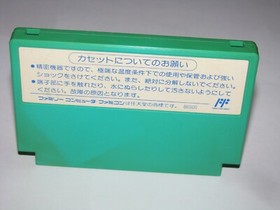 カセットについてのお願い
●精密機器ですので、極端な温度条件下での使用や保管および強い
ショックをさけてください。また、絶対に分解しないでください。
●端子部に手で触れたり、水にぬらしたりして汚さないようにして
ください。故障の原因となります。
ファミリーコンピュータ・ファミコンは任天堂の商標です。
FF